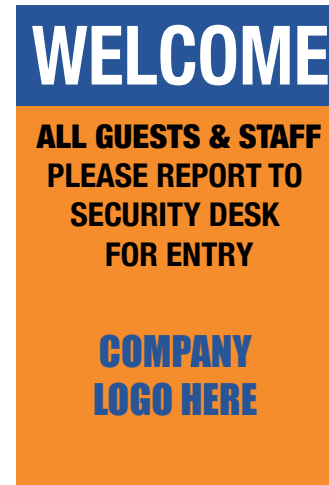 WELCOME
ALL GUESTS & STAFF
PLEASE REPORT TO
SECURITY DESK
FOR ENTRY
COMPANY
LOGO HERE